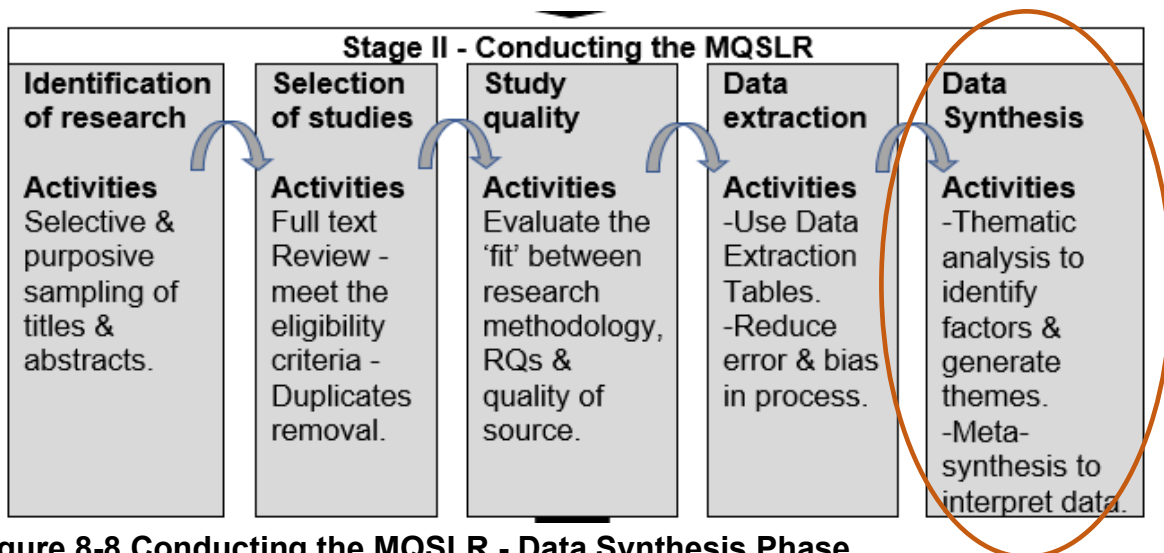 Stage II - Conducting the MQSLR
Identification
of research
Activities
Selective &
purposive
sampling of
titles &
abstracts.
Selection
of studies
Activities
Full text
Review -
meet the
eligibility
criteria -
Duplicates
removal.
Study
quality
Activities
Evaluate the
‘fit’ between
research
methodology,
RQs &
quality of
source.
Data
extraction
Activities
-Use Data
Extraction
Tables.
-Reduce
error & bias
in process.
Data
Synthesis
Activities
-Thematic
analysis to
identify
factors &
generate
themes.
-Meta-
synthesis to
interpret data.
gure 8-8 Conducting the MQSLR - Data Synthesis Phase